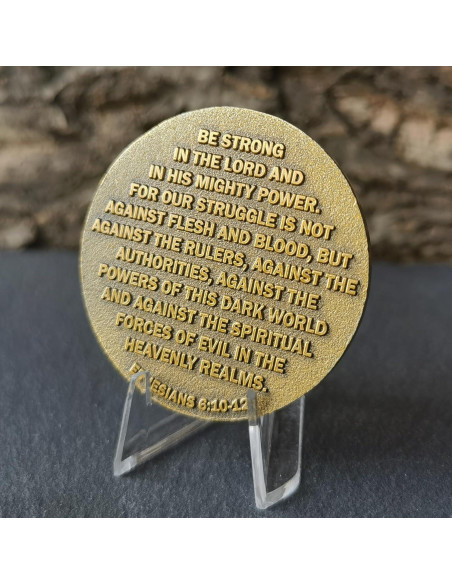 BE STRONG
IN THE LORD AND
IN HIS MIGHTY POWER.
FOR OUR STRUGGLE IS NOT
AGAINST FLESH AND BLOOD, BUT
AGAINST THE RULERS, AGAINST THE
AUTHORITIES, AGAINST THE
POWERS OF THIS DARK WORLD
AND AGAINST THE SPIRITUAL
FORCES OF EVIL IN THE
HEAVENLY REALMS.
EPHESIANS 6:10-12